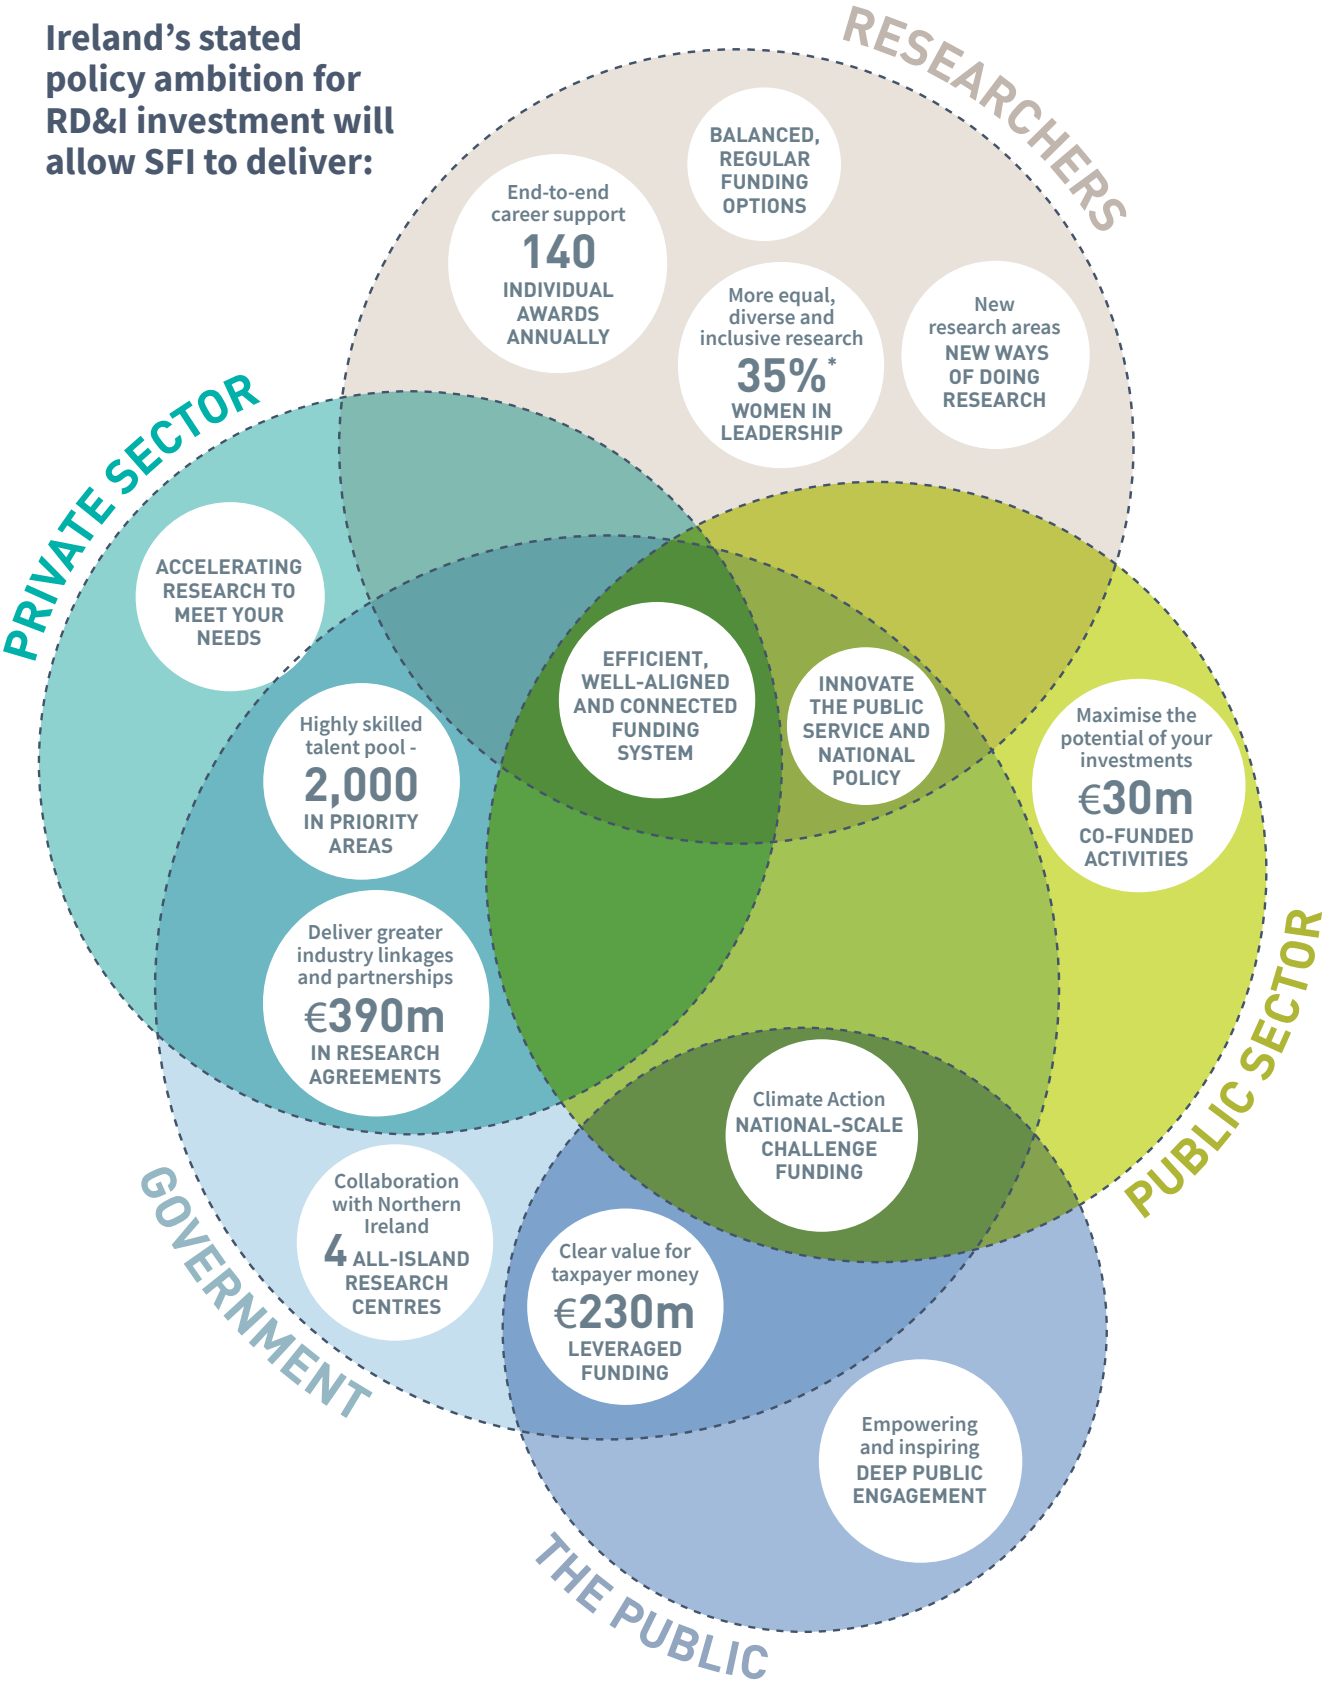 Ireland’s stated
policy ambition for
RD&I investment will
allow SFI to deliver:
RESEARCHERS
BALANCED,
REGULAR
FUNDING
OPTIONS
End-to-end
career support
140
INDIVIDUAL
AWARDS
ANNUALLY
More equal,
diverse and
inclusive research
35%*
WOMEN IN
LEADERSHIP
New
research areas
NEW WAYS
OF DOING
RESEARCH
PRIVATE SECTOR
ACCELERATING
RESEARCH TO
MEET YOUR
NEEDS
EFFICIENT,
WELL-ALIGNED
AND CONNECTED
FUNDING
SYSTEM
INNOVATE
THE PUBLIC
SERVICE AND
NATIONAL
POLICY
Highly skilled
talent pool -
2,000
IN PRIORITY
AREAS
Maximise the
potential of your
investments
€30m
CO-FUNDED
ACTIVITIES
Deliver greater
industry linkages
and partnerships
€390m
IN RESEARCH
AGREEMENTS
PUBLIC SECTOR
Climate Action
NATIONAL-SCALE
CHALLENGE
FUNDING
GOVERNMENT
Collaboration
with Northern
Ireland
4 ALL-ISLAND
RESEARCH
CENTRES
Clear value for
taxpayer money
€230m
LEVERAGED
FUNDING
Empowering
and inspiring
DEEP PUBLIC
ENGAGEMENT
THE PUBLIC